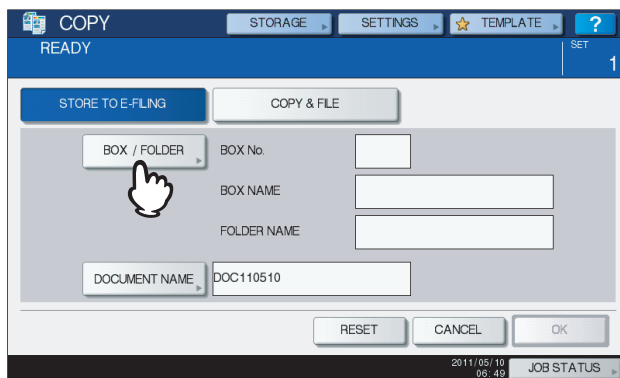 COPY
STORAGE
SETTINGS
TEMPLATE
?
READY
SET
1
STORE TO E-FILING
COPY & FILE
BOX / FOLDER
BOX No.
BOX NAME
FOLDER NAME
DOCUMENT NAME
DOC110510
RESET
CANCEL
OK
2011/05/10
06:49
JOB STATUS